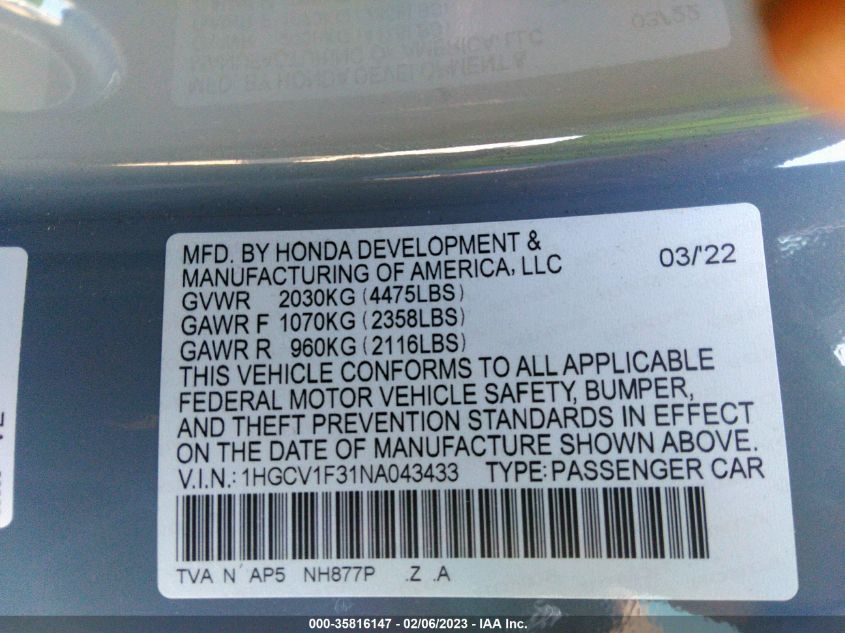 MFD. BY HONDA DEVELOPMENT &
MANUFACTURING OF AMERICA, LLC 03/'22
GVWR 2030KG (4475LBS)
GAWR F 1070KG (2358LBS)
GAWR R 960KG (2116LBS)
THIS VEHICLE CONFORMS TO ALL APPLICABLE
FEDERAL MOTOR VEHICLE SAFETY, BUMPER,
AND THEFT PREVENTION STANDARDS IN EFFECT
ON THE DATE OF MANUFACTURE SHOWN ABOVE.
V.I.N.: 1HGCV1F31NA043433 TYPE: PASSENGER CAR
TVA N´AP5 NH877P .Z .A
000-35816147 — 02/06/2023 — IAA Inc.